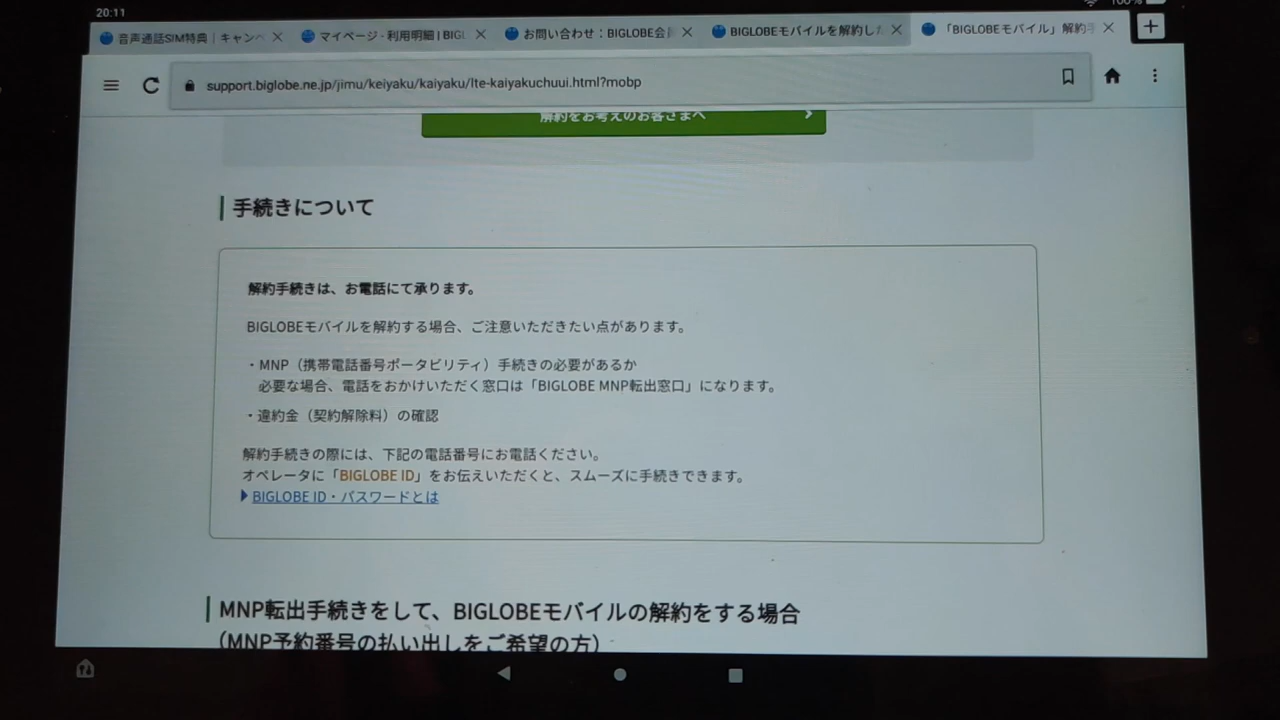 20:11
100%
音声通話SIM特典 | キャンペ
マイページ - 利用明細 | BIGL
お問い合わせ：BIGLOBE会員
BIGLOBEモバイルを解約した
「BIGLOBEモバイル」解約手
support.biglobe.ne.jp/jimu/keiyaku/kaiyaku/lte-kaiyakuchuui.html?mobp
解約をお考えのお客さまへ
手続きについて
解約手続きは、お電話にて承ります。
BIGLOBEモバイルを解約する場合、ご注意いただきたい点があります。
・MNP（携帯電話番号ポータビリティ）手続きの必要があるか
必要な場合、電話をおかけいただく窓口は「BIGLOBE MNP転出窓口」になります。
・違約金（契約解除料）の確認
解約手続きの際には、下記の電話番号にお電話ください。
オペレータに「BIGLOBE ID」をお伝えいただくと、スムーズに手続きできます。
BIGLOBE ID・パスワードとは
MNP転出手続きをして、BIGLOBEモバイルの解約をする場合
（MNP予約番号の払い出しをご希望の方）